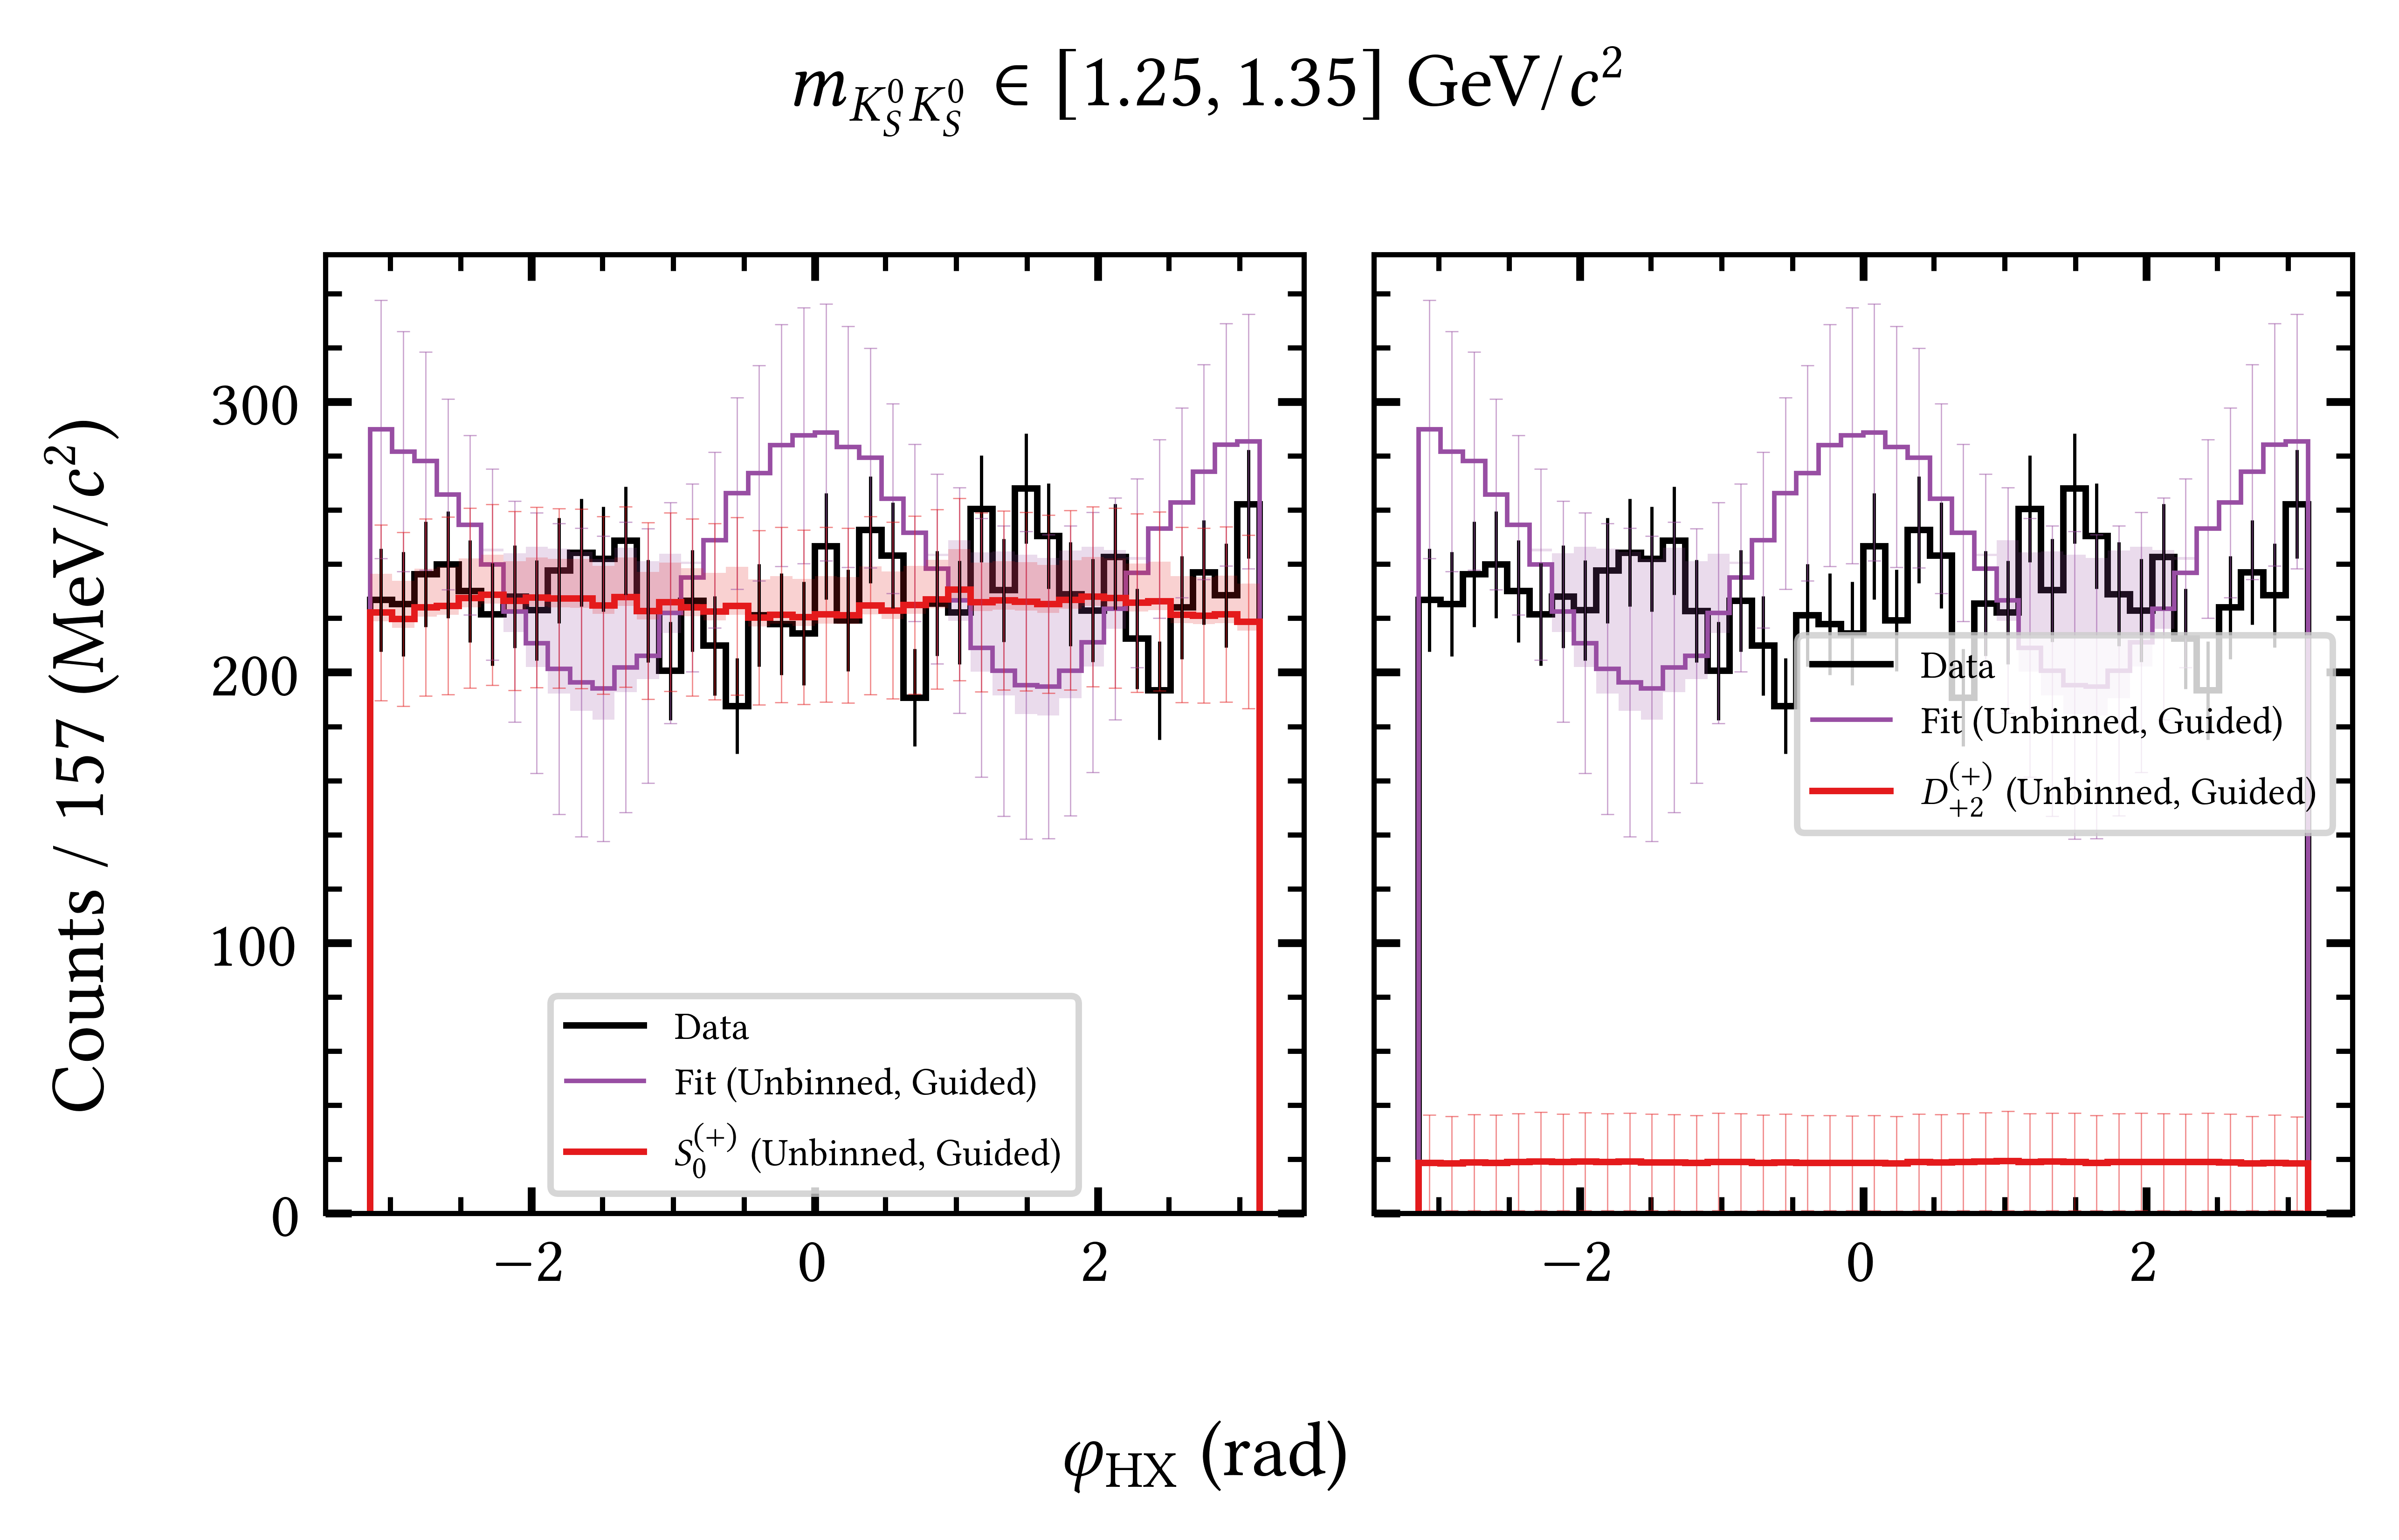 m_{K_S^0 K_S^0} ∈ [1.25, 1.35] GeV/c²
Counts / 157 (MeV/c²)
300
200
100
0
Data
Fit (Unbinned, Guided)
S_0^{(+)} (Unbinned, Guided)
−2 0 2
Data
Fit (Unbinned, Guided)
D_{+2}^{(+)} (Unbinned, Guided)
−2 0 2
φ_{HX} (rad)